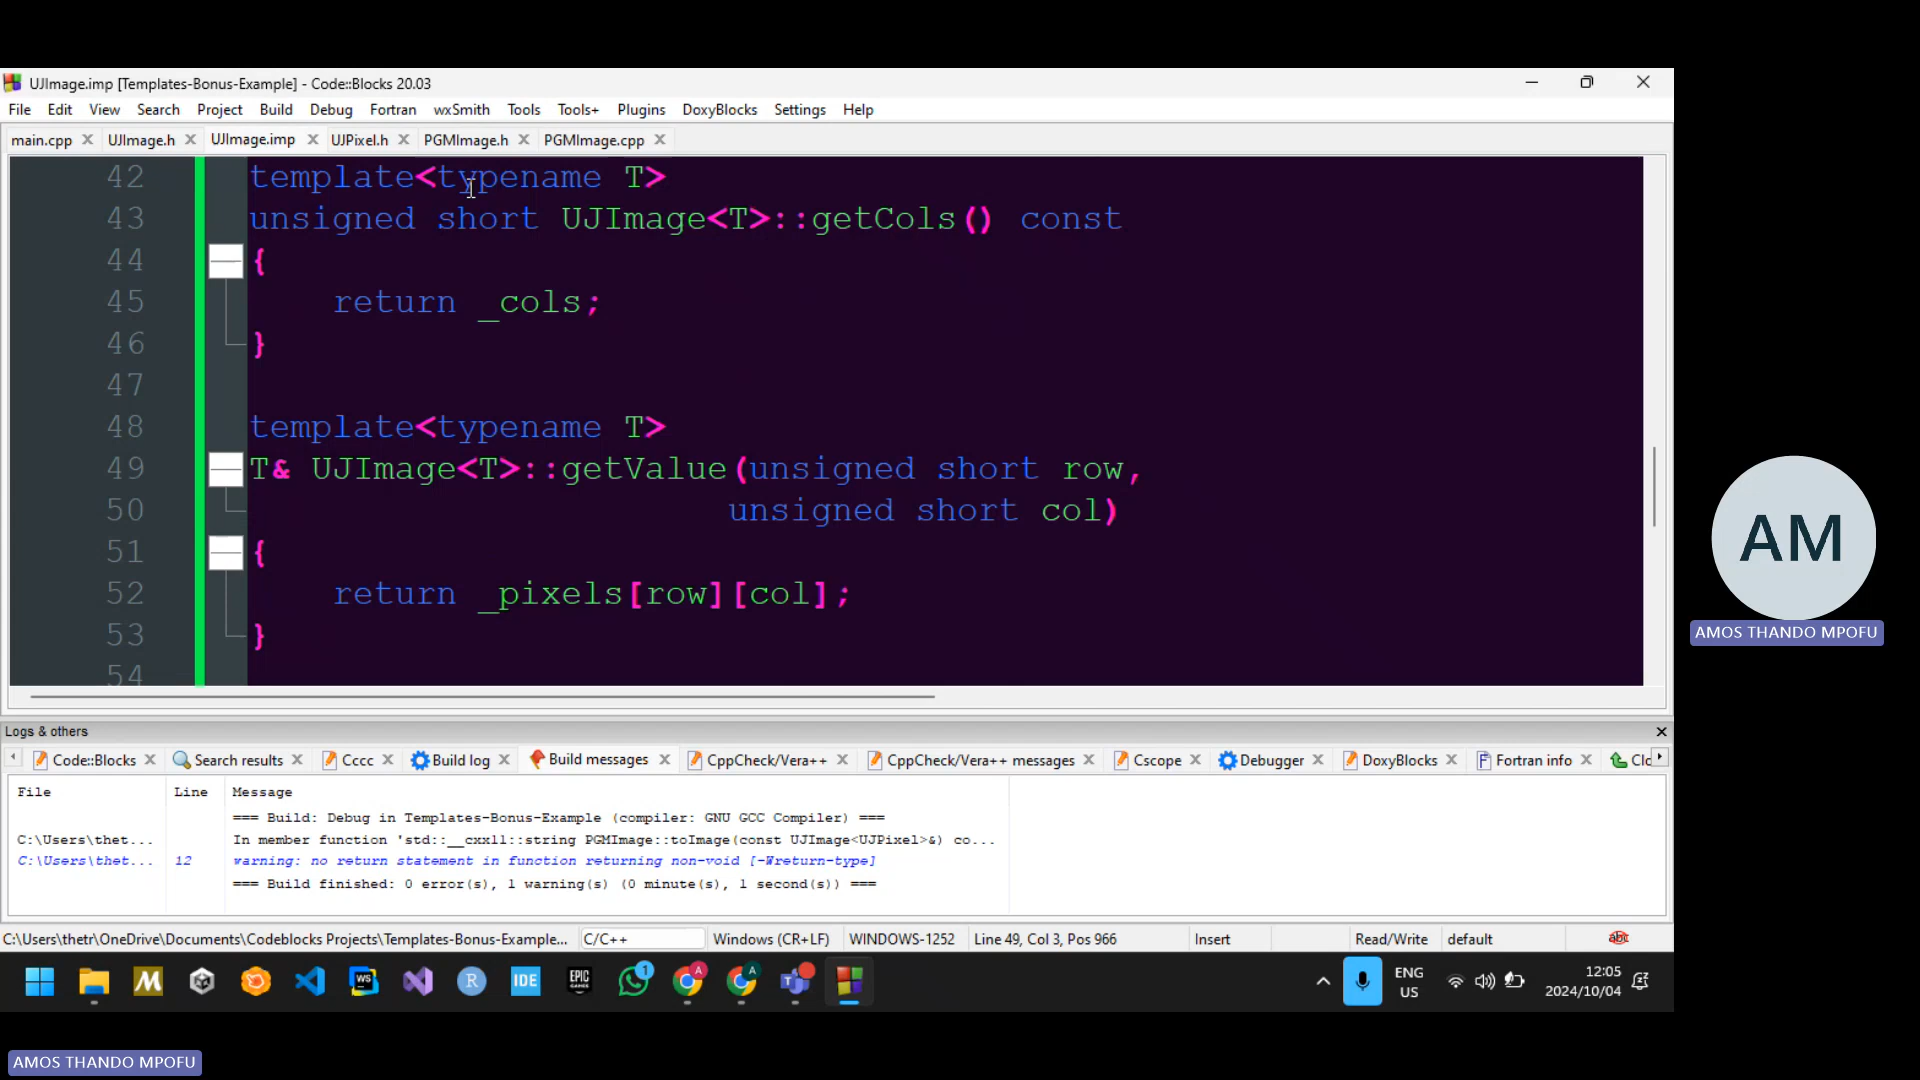 UJImage.imp [Templates-Bonus-Example] - Code::Blocks 20.03
File Edit View Search Project Build Debug Fortran wxSmith Tools Tools+ Plugins DoxyBlocks Settings Help
main.cpp UJImage.h UJImage.imp UJPixel.h PGMImage.h PGMImage.cpp
42 template<typename T>
43 unsigned short UJImage<T>::getCols() const
44 {
45 return _cols;
46 }
47
48 template<typename T>
49 T& UJImage<T>::getValue(unsigned short row,
50 unsigned short col)
51 {
52 return _pixels[row][col];
53 }
54
AM
AMOS THANDO MPOFU
Logs & others
Code::Blocks Search results Cccc Build log Build messages CppCheck/Vera++ CppCheck/Vera++ messages Cscope Debugger DoxyBlocks Fortran info Clo
File Line Message
=== Build: Debug in Templates-Bonus-Example (compiler: GNU GCC Compiler) ===
C:\Users\thet... In member function 'std::__cxx11::string PGMImage::toImage(const UJImage<UJPixel>&) co...
C:\Users\thet... 12 warning: no return statement in function returning non-void [-Wreturn-type]
=== Build finished: 0 error(s), 1 warning(s) (0 minute(s), 1 second(s)) ===
C:\Users\thetr\OneDrive\Documents\Codeblocks Projects\Templates-Bonus-Example... C/C++ Windows (CR+LF) WINDOWS-1252 Line 49, Col 3, Pos 966 Insert Read/Write default
M WS R IDE EPIC GAMES 1 A A ENG US 12:05 2024/10/04
AMOS THANDO MPOFU